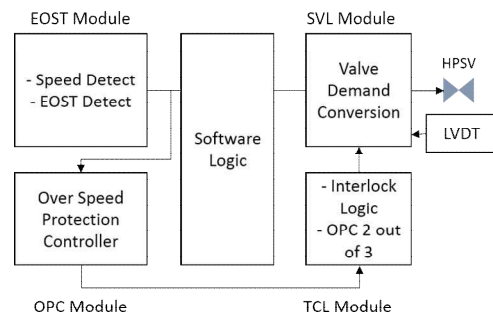 EOST Module
SVL Module
- Speed Detect
- EOST Detect
Software
Logic
Valve
Demand
Conversion
HPSV
LVDT
Over Speed
Protection
Controller
- Interlock
Logic
- OPC 2 out
of 3
OPC Module
TCL Module